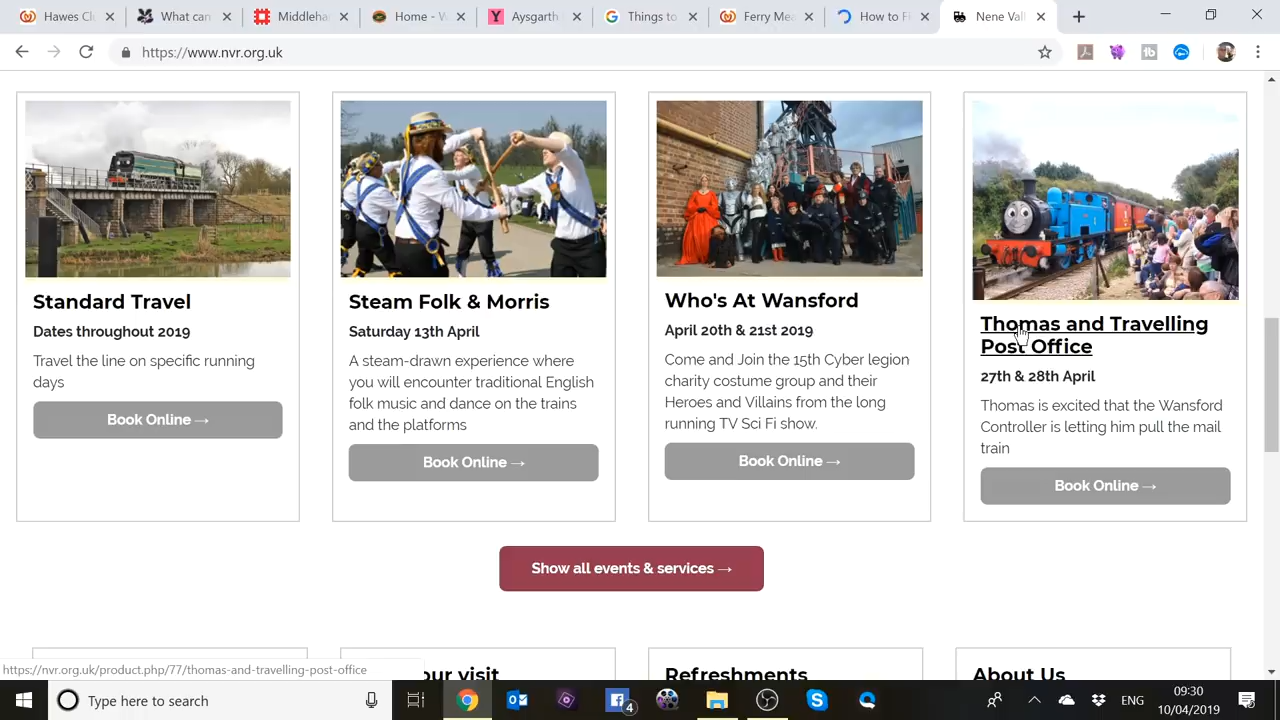 Hawes Cl
What can
Middleha
Home - W
Aysgarth
Things to
Ferry Mea
How to Fi
Nene Vall
https://www.nvr.org.uk
Standard Travel
Dates throughout 2019
Travel the line on specific running
days
Book Online →
Steam Folk & Morris
Saturday 13th April
A steam-drawn experience where
you will encounter traditional English
folk music and dance on the trains
and the platforms
Book Online →
Who's At Wansford
April 20th & 21st 2019
Come and Join the 15th Cyber legion
charity costume group and their
Heroes and Villains from the long
running TV Sci Fi show.
Book Online →
Thomas and Travelling
Post Office
27th & 28th April
Thomas is excited that the Wansford
Controller is letting him pull the mail
train
Book Online →
Show all events & services →
our visit
Refreshments
About Us
https://nvr.org.uk/product.php/77/thomas-and-travelling-post-office
Type here to search
4
ENG
09:30
10/04/2019